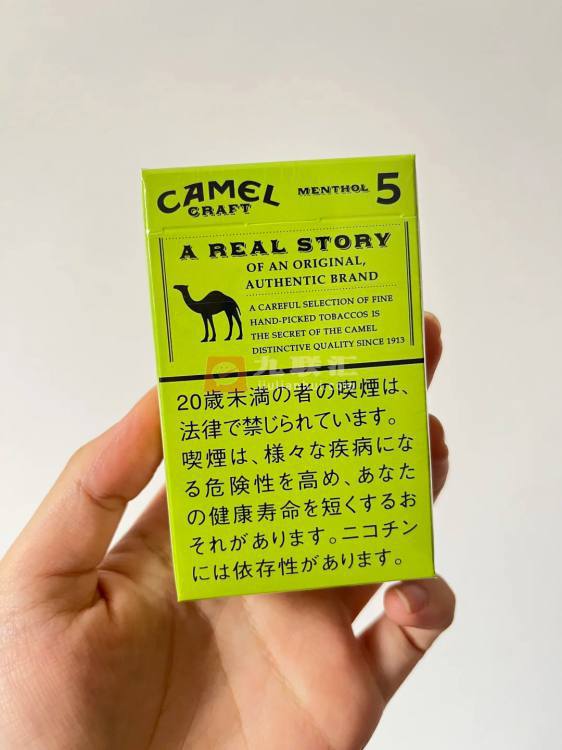 CAMEL
CRAFT
MENTHOL 5
A REAL STORY
OF AN ORIGINAL,
AUTHENTIC BRAND
A CAREFUL SELECTION OF FINE
HAND-PICKED TOBACCOS IS
THE SECRET OF THE CAMEL
DISTINCTIVE QUALITY SINCE 1913
九联汇
jiulianhui.com
20歳未満の者の喫煙は、
法律で禁じられています。
喫煙は、様々な疾病にな
る危険性を高め、あなた
の健康寿命を短くするお
それがあります。ニコチン
には依存性があります。